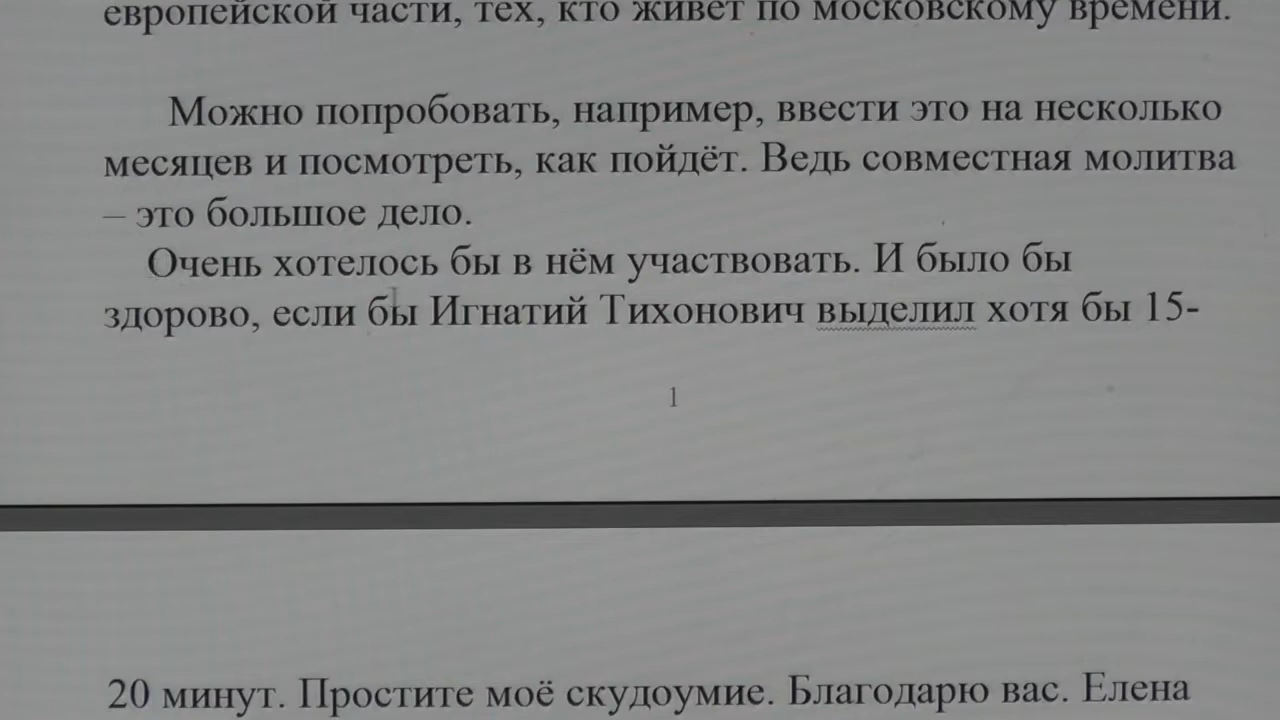 европейской части, тех, кто живёт по московскому времени.
Можно попробовать, например, ввести это на несколько
месяцев и посмотреть, как пойдёт. Ведь совместная молитва
– это большое дело.
Очень хотелось бы в нём участвовать. И было бы
здорово, если бы Игнатий Тихонович выделил хотя бы 15-
1
20 минут. Простите моё скудоумие. Благодарю вас. Елена